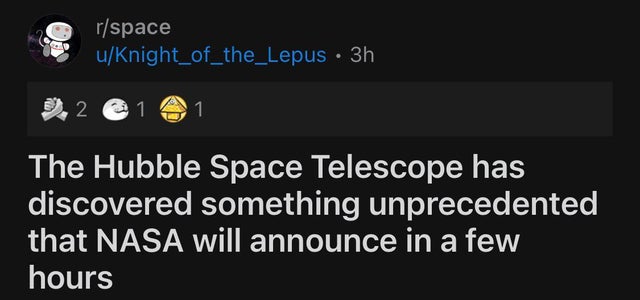 r/space
u/Knight_of_the_Lepus • 3h
2 1 1
The Hubble Space Telescope has
discovered something unprecedented
that NASA will announce in a few
hours